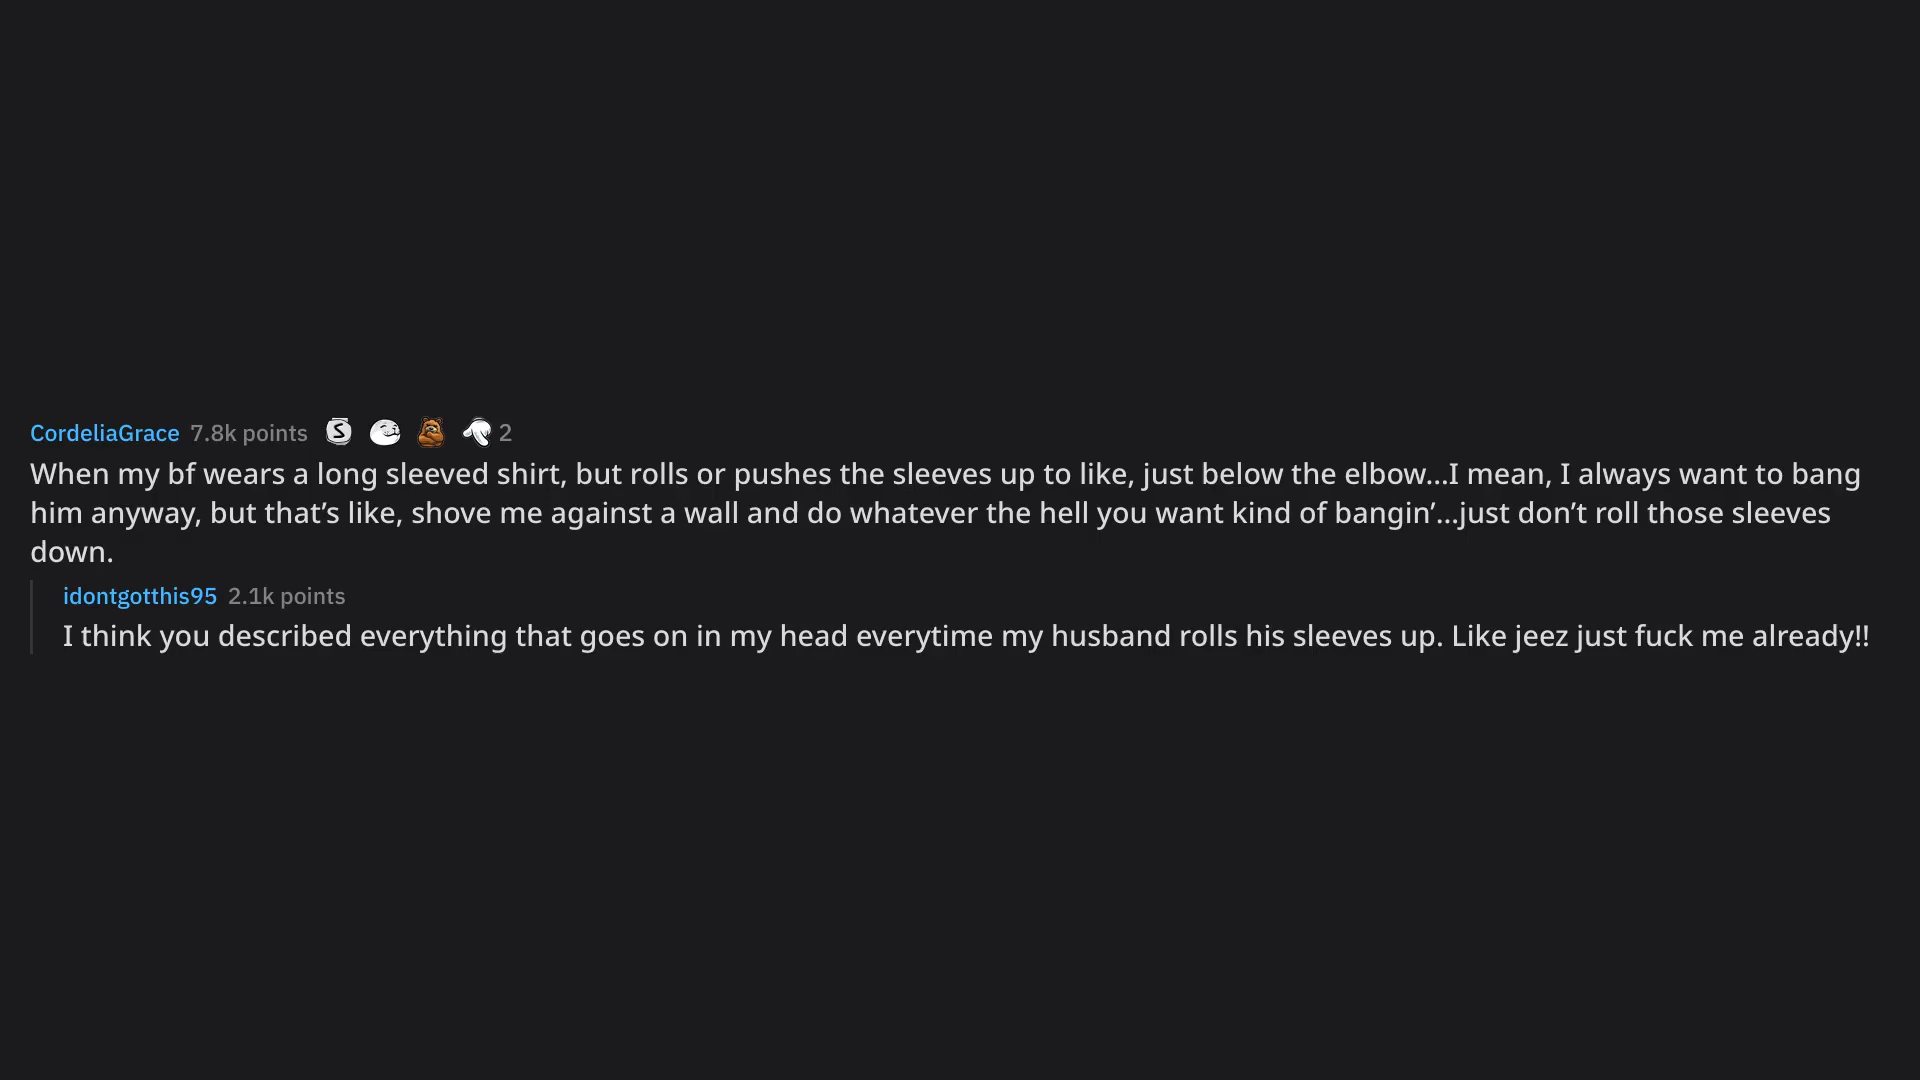 CordeliaGrace 7.8k points 2
When my bf wears a long sleeved shirt, but rolls or pushes the sleeves up to like, just below the elbow...I mean, I always want to bang
him anyway, but that’s like, shove me against a wall and do whatever the hell you want kind of bangin’...just don’t roll those sleeves
down.
idontgotthis95 2.1k points
I think you described everything that goes on in my head everytime my husband rolls his sleeves up. Like jeez just fuck me already!!